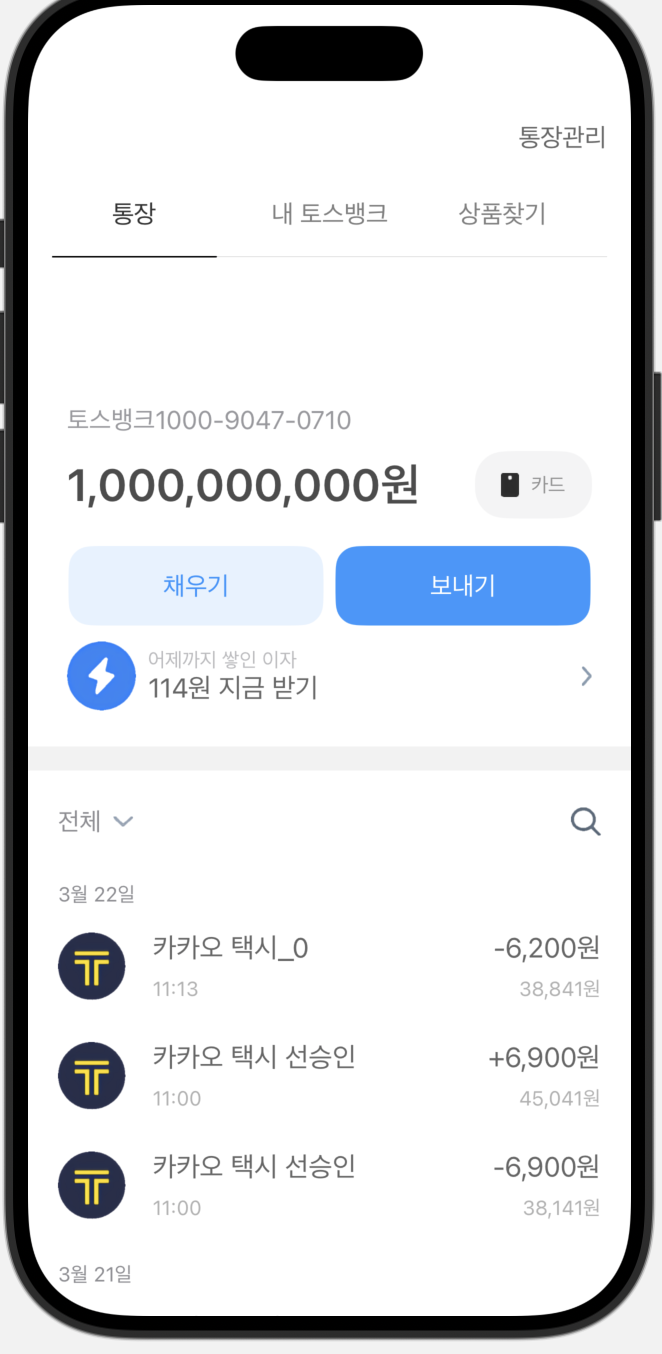 통장관리
통장 내 토스뱅크 상품찾기
토스뱅크1000-9047-0710
1,000,000,000원 카드
채우기 보내기
어제까지 쌓인 이자
114원 지금 받기
전체
3월 22일
카카오 택시_0 -6,200원
11:13 38,841원
카카오 택시 선승인 +6,900원
11:00 45,041원
카카오 택시 선승인 -6,900원
11:00 38,141원
3월 21일